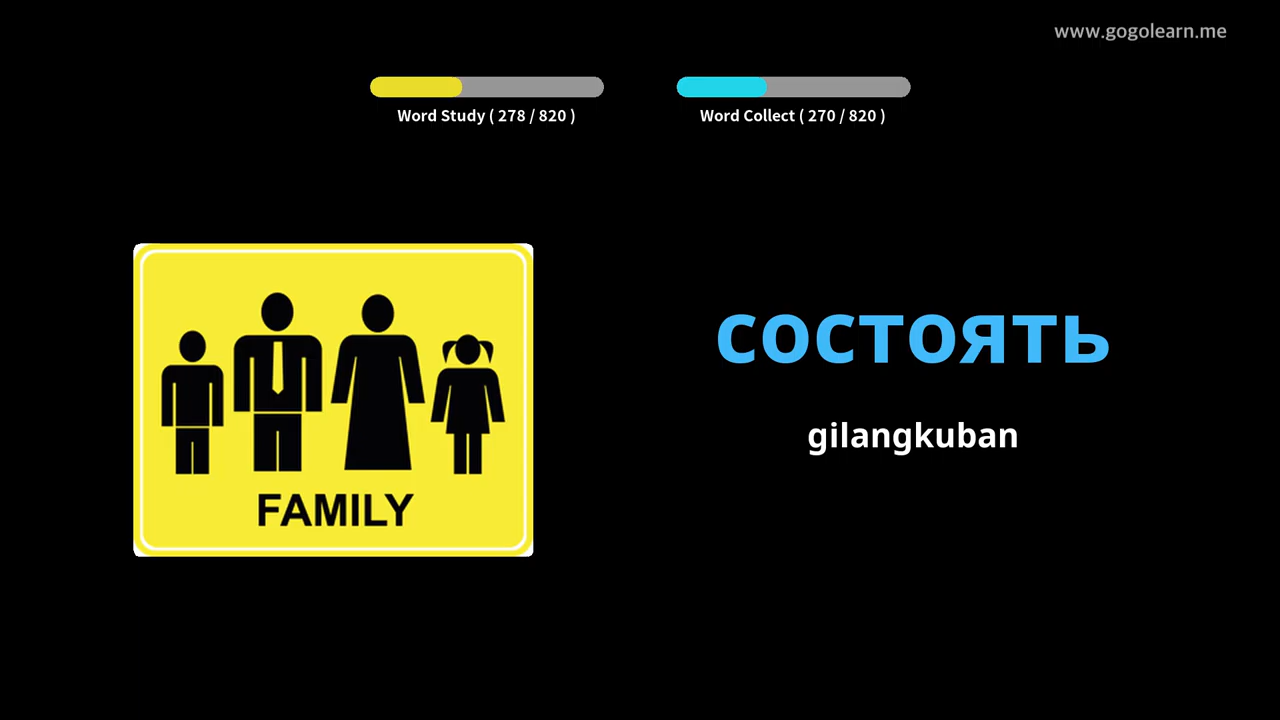 www.gogolearn.me
Word Study ( 278 / 820 )
Word Collect ( 270 / 820 )
состоять
gilangkuban
FAMILY